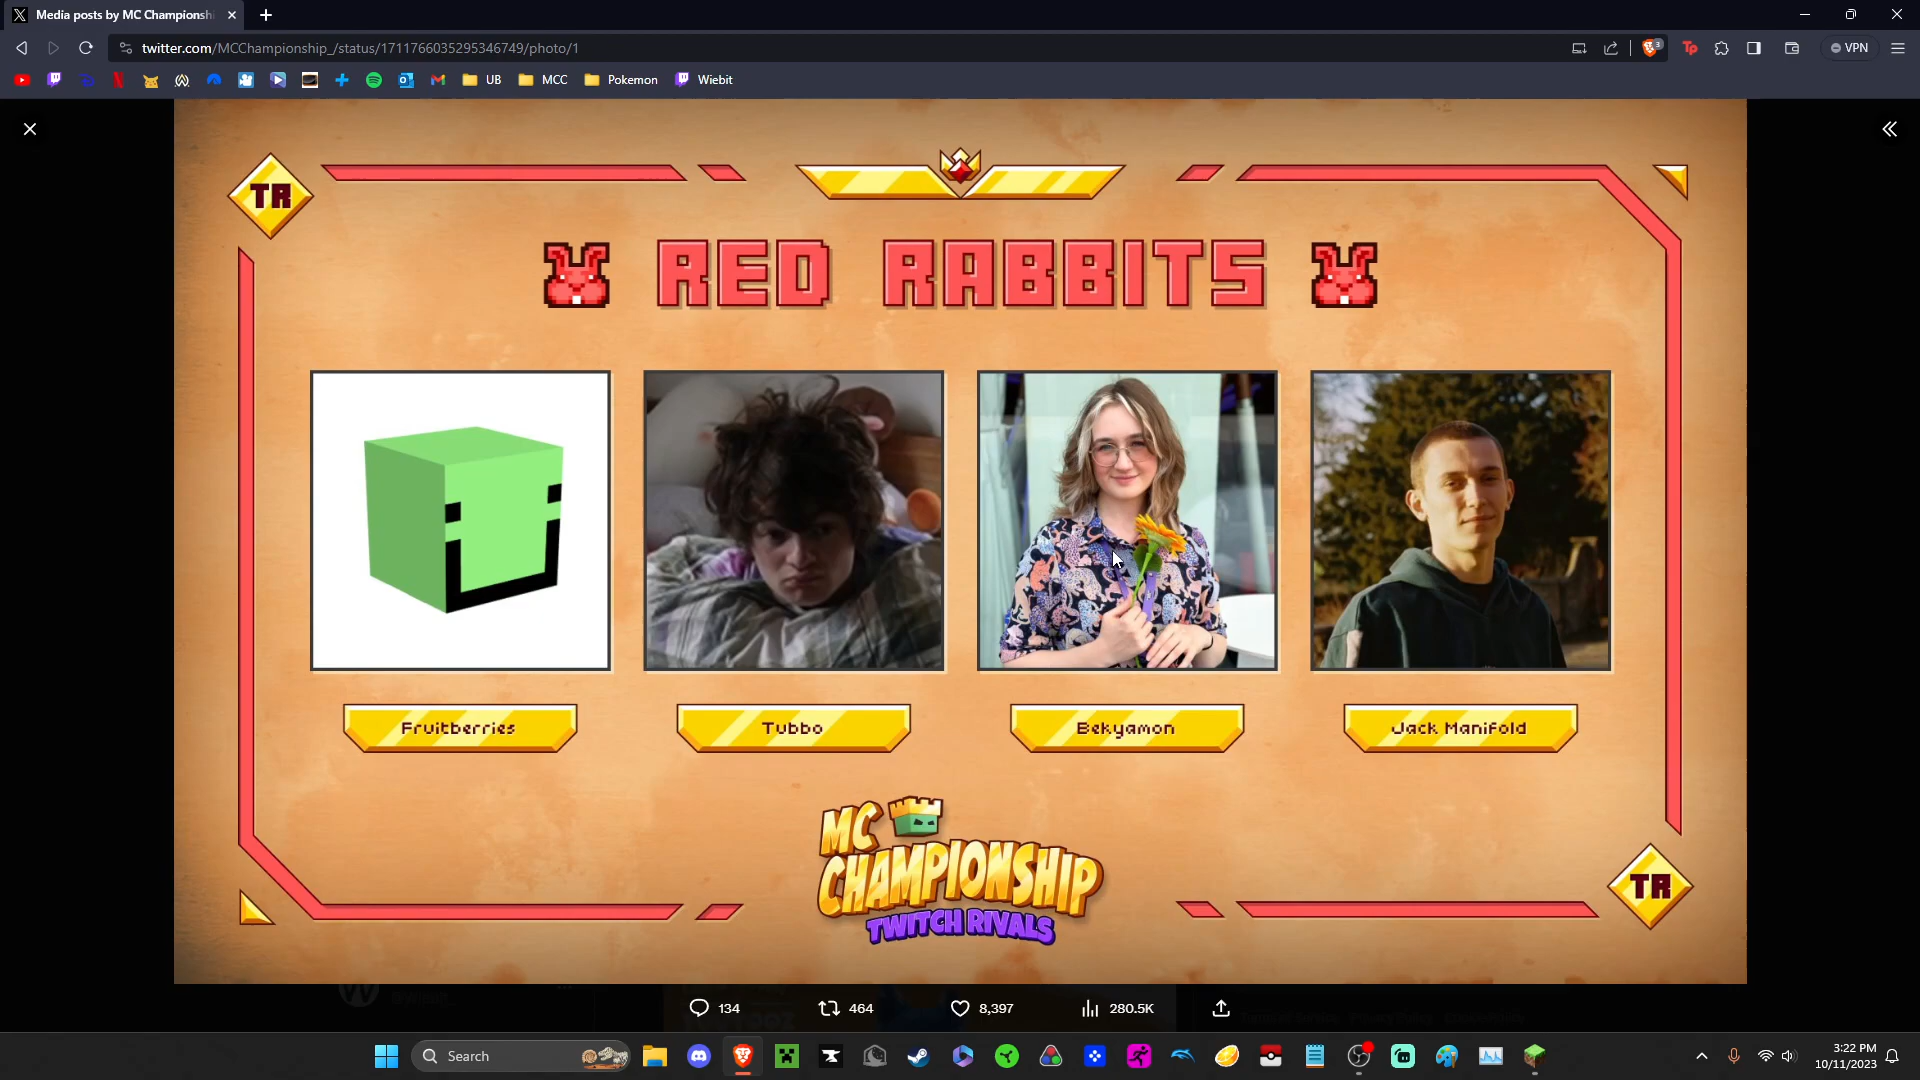 Media posts by MC Championshi
twitter.com/MCChampionship_/status/1711766035295346749/photo/1
3
VPN
UB
MCC
Pokemon
Wiebit
TR
RED RABBITS
Fruitberries
Tubbo
Bekyamon
Jack Manifold
MC
CHAMPIONSHIP
TWITCH RIVALS
TR
134
464
8,397
280.5K
Search
3:22 PM
10/11/2023